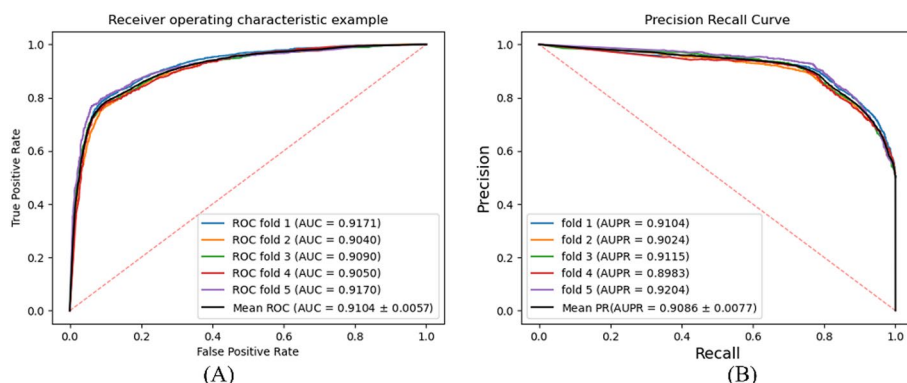 Receiver operating characteristic example
1.0
0.8
0.6
0.4
0.2
0.0
True Positive Rate
ROC fold 1 (AUC = 0.9171)
ROC fold 2 (AUC = 0.9040)
ROC fold 3 (AUC = 0.9090)
ROC fold 4 (AUC = 0.9050)
ROC fold 5 (AUC = 0.9170)
Mean ROC (AUC = 0.9104 ± 0.0057)
0.0 0.2 0.4 0.6 0.8 1.0
False Positive Rate
(A)
Precision Recall Curve
1.0
0.8
0.6
0.4
0.2
0.0
Precision
fold 1 (AUPR = 0.9104)
fold 2 (AUPR = 0.9024)
fold 3 (AUPR = 0.9115)
fold 4 (AUPR = 0.8983)
fold 5 (AUPR = 0.9204)
Mean PR(AUPR = 0.9086 ± 0.0077)
0.0 0.2 0.4 0.6 0.8 1.0
Recall
(B)